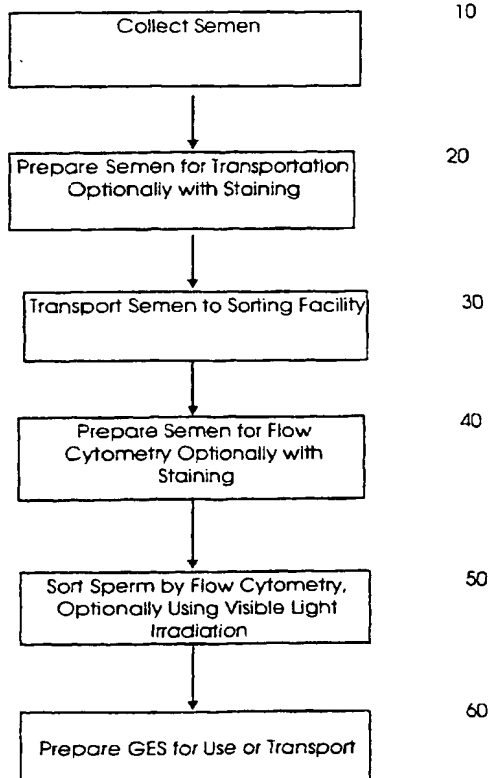 Collect Semen
10
Prepare Semen for Transportation
Optionally with Staining
20
Transport Semen to Sorting Facility
30
Prepare Semen for Flow
Cytometry Optionally with
Staining
40
Sort Sperm by Flow Cytometry,
Optionally Using Visible Light
Irradiation
50
Prepare GES for Use or Transport
60